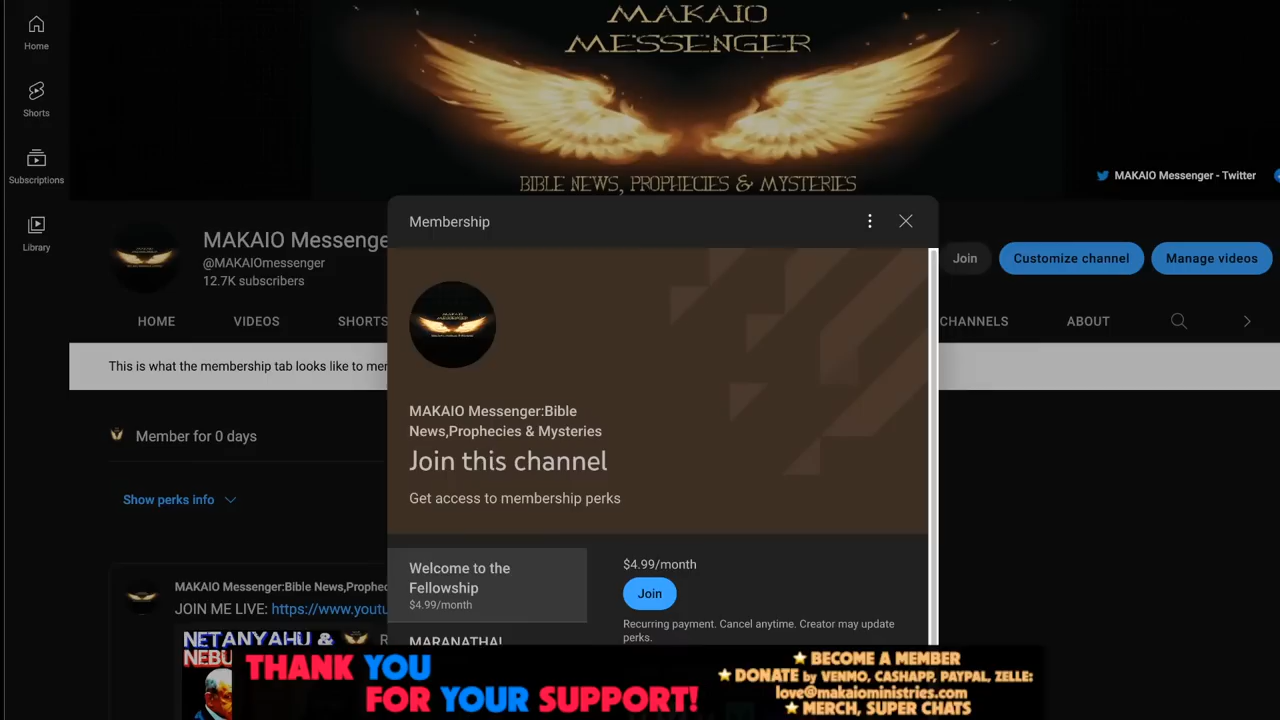 MAKAIO
MESSENGER
BIBLE NEWS, PROPHECIES & MYSTERIES
Home
Shorts
Subscriptions
Library
MAKAIO Messenger - Twitter
MAKAIO Messenge
@MAKAIOmessenger
12.7K subscribers
Join
Customize channel
Manage videos
HOME
VIDEOS
SHORTS
CHANNELS
ABOUT
This is what the membership tab looks like to mer
Member for 0 days
Show perks info
MAKAIO Messenger:Bible News,Prophec
JOIN ME LIVE: https://www.youtu
NETANYAHU &
NEBU
Membership
MAKAIO Messenger:Bible
News,Prophecies & Mysteries
Join this channel
Get access to membership perks
Welcome to the
Fellowship
$4.99/month
MARANATHA!
$4.99/month
Join
Recurring payment. Cancel anytime. Creator may update
perks.
THANK YOU
FOR YOUR SUPPORT!
BECOME A MEMBER
DONATE by VENMO, CASHAPP, PAYPAL, ZELLE:
love@makaioministries.com
MERCH, SUPER CHATS